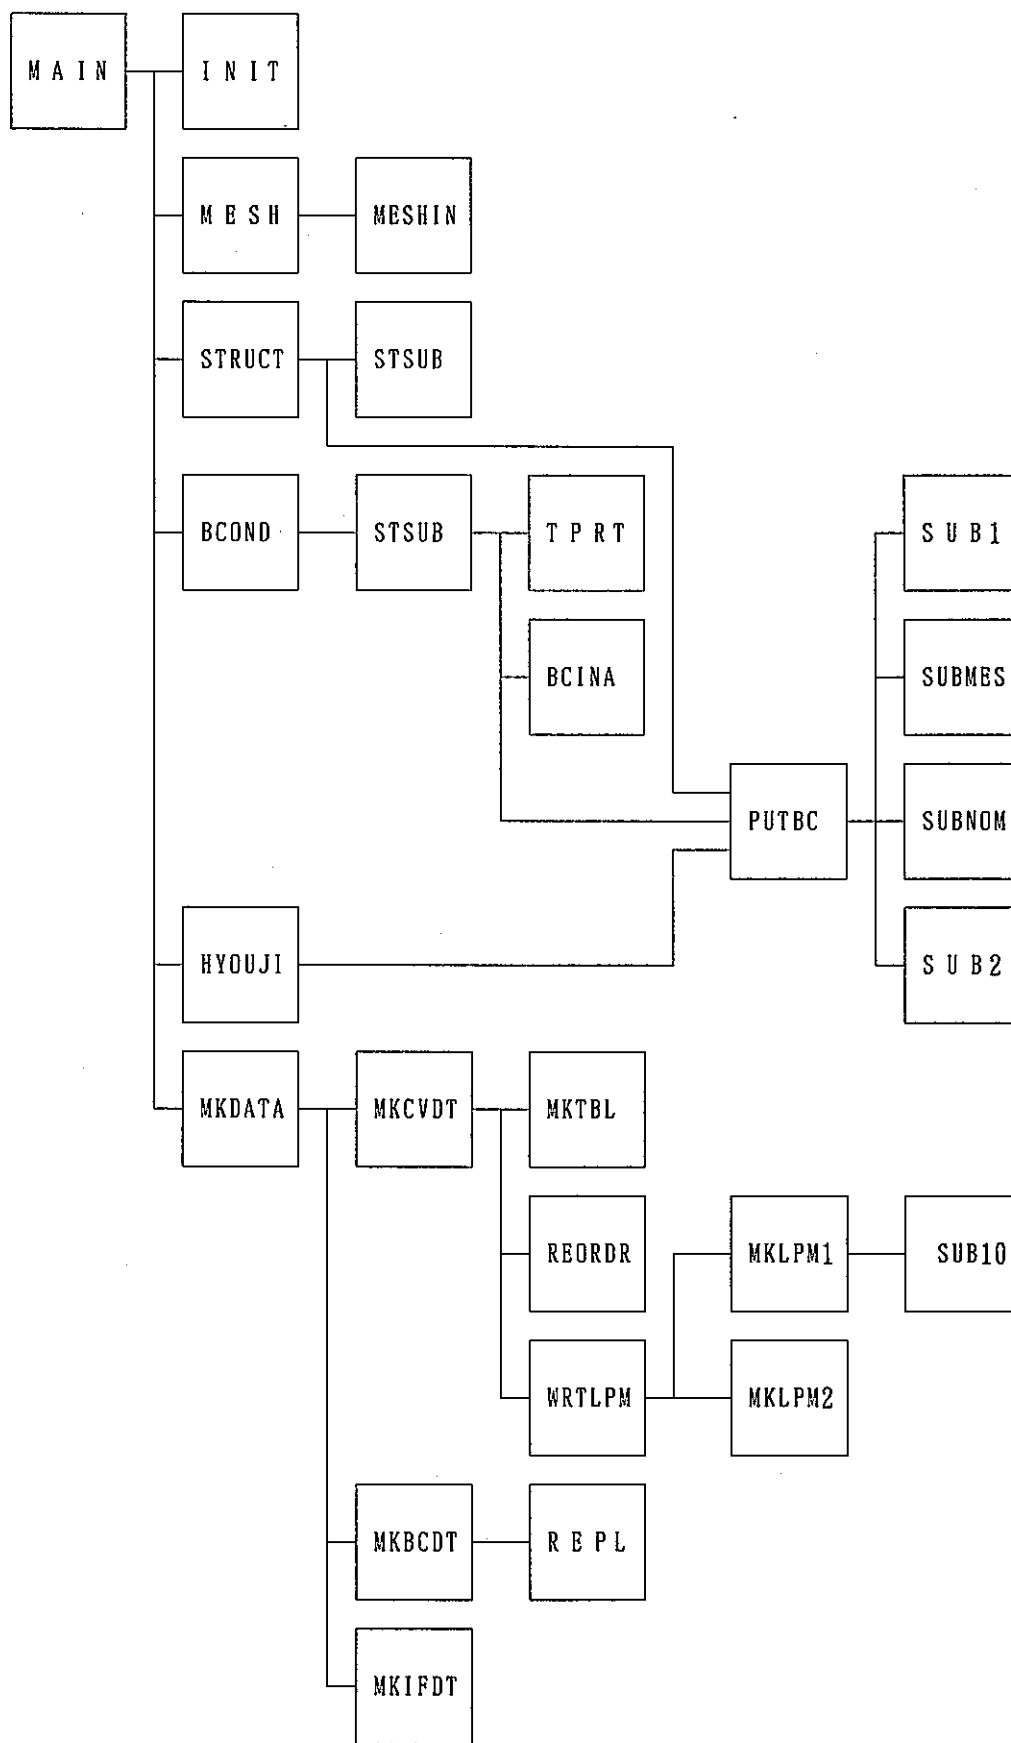 MAIN INIT
MESH MESHIN
STRUCT STSUB
BCOND STSUB TPRT SUB1
BCINA SUBMES
PUTBC SUBNOM
HYOUJI SUB2
MKDATA MKCVDT MKTBL
REORDR MKLPM1 SUB10
WRTLPM MKLPM2
MKBCDT REPL
MKIFDT